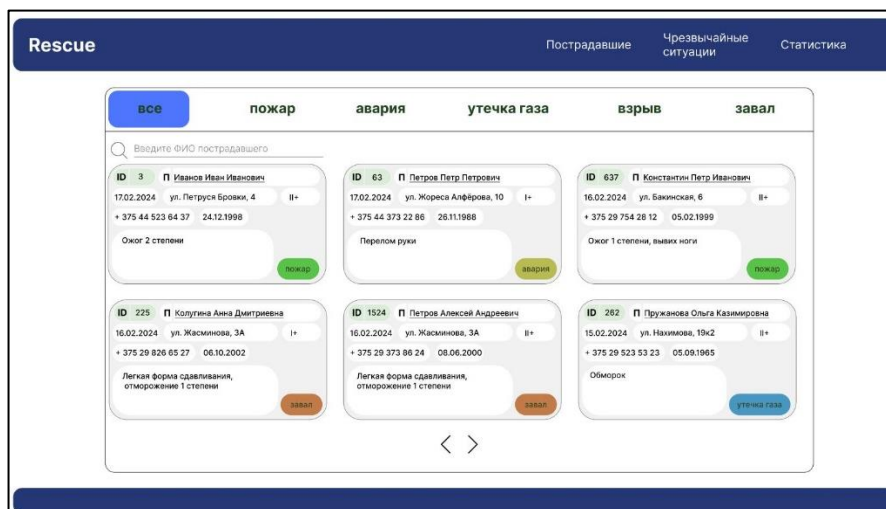 Rescue
Пострадавшие
Чрезвычайные
ситуации
Статистика
все пожар авария утечка газа взрыв завал
Введите ФИО пострадавшего
ID 3 П Иванов Иван Иванович
17.02.2024 ул. Петруся Бровки, 4 II+
+ 375 44 523 64 37 24.12.1998
Ожог 2 степени
пожар
ID 63 П Петров Петр Петрович
17.02.2024 ул. Жореса Алфёрова, 10 I+
+ 375 44 373 22 86 26.11.1988
Перелом руки
авария
ID 637 П Константин Петр Иванович
16.02.2024 ул. Бакинская, 6 II+
+ 375 29 754 28 12 05.02.1999
Ожог 1 степени, вывих ноги
пожар
ID 225 П Колугина Анна Дмитриевна
16.02.2024 ул. Жасминова, 3А I+
+ 375 29 826 65 27 06.10.2002
Легкая форма сдавливания,
отморожение 1 степени
завал
ID 1524 П Петров Алексей Андреевич
16.02.2024 ул. Жасминова, 3А II+
+ 375 29 373 86 24 08.06.2000
Легкая форма сдавливания,
отморожение 1 степени
завал
ID 262 П Пружанова Ольга Казимировна
15.02.2024 ул. Нахимова, 19к2 II+
+ 375 29 523 53 23 05.09.1965
Обморок
утечка газа